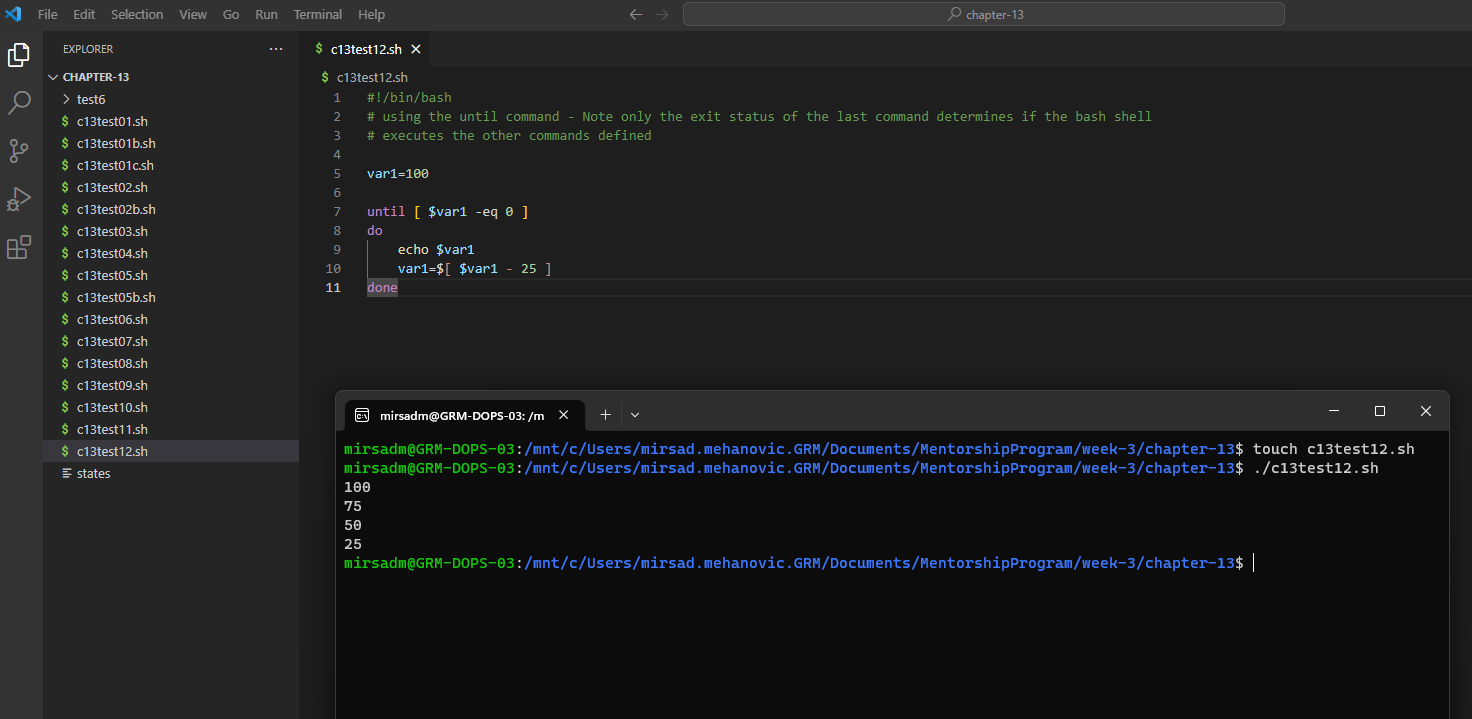 File Edit Selection View Go Run Terminal Help
chapter-13
EXPLORER
CHAPTER-13
test6
$ c13test01.sh
$ c13test01b.sh
$ c13test01c.sh
$ c13test02.sh
$ c13test02b.sh
$ c13test03.sh
$ c13test04.sh
$ c13test05.sh
$ c13test05b.sh
$ c13test06.sh
$ c13test07.sh
$ c13test08.sh
$ c13test09.sh
$ c13test10.sh
$ c13test11.sh
$ c13test12.sh
states
$ c13test12.sh
$ c13test12.sh
1 #!/bin/bash
2 # using the until command - Note only the exit status of the last command determines if the bash shell
3 # executes the other commands defined
4
5 var1=100
6
7 until [ $var1 -eq 0 ]
8 do
9 echo $var1
10 var1=$[ $var1 - 25 ]
11 done
mirsadm@GRM-DOPS-03: /m
mirsadm@GRM-DOPS-03:/mnt/c/Users/mirsad.mehanovic.GRM/Documents/MentorshipProgram/week-3/chapter-13$ touch c13test12.sh
mirsadm@GRM-DOPS-03:/mnt/c/Users/mirsad.mehanovic.GRM/Documents/MentorshipProgram/week-3/chapter-13$ ./c13test12.sh
100
75
50
25
mirsadm@GRM-DOPS-03:/mnt/c/Users/mirsad.mehanovic.GRM/Documents/MentorshipProgram/week-3/chapter-13$